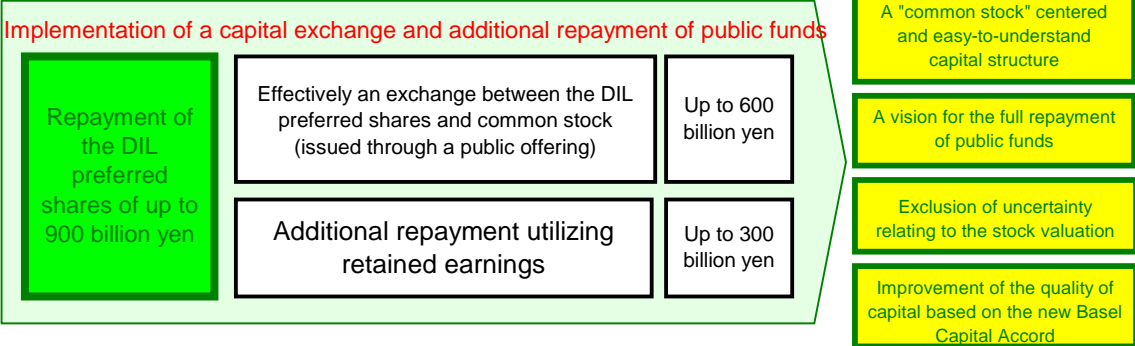 Implementation of a capital exchange and additional repayment of public funds
Repayment of
the DIL
preferred
shares of up to
900 billion yen
Effectively an exchange between the DIL
preferred shares and common stock
(issued through a public offering)
Up to 600
billion yen
Additional repayment utilizing
retained earnings
Up to 300
billion yen
A "common stock" centered
and easy-to-understand
capital structure
A vision for the full repayment
of public funds
Exclusion of uncertainty
relating to the stock valuation
Improvement of the quality of
capital based on the new Basel
Capital Accord